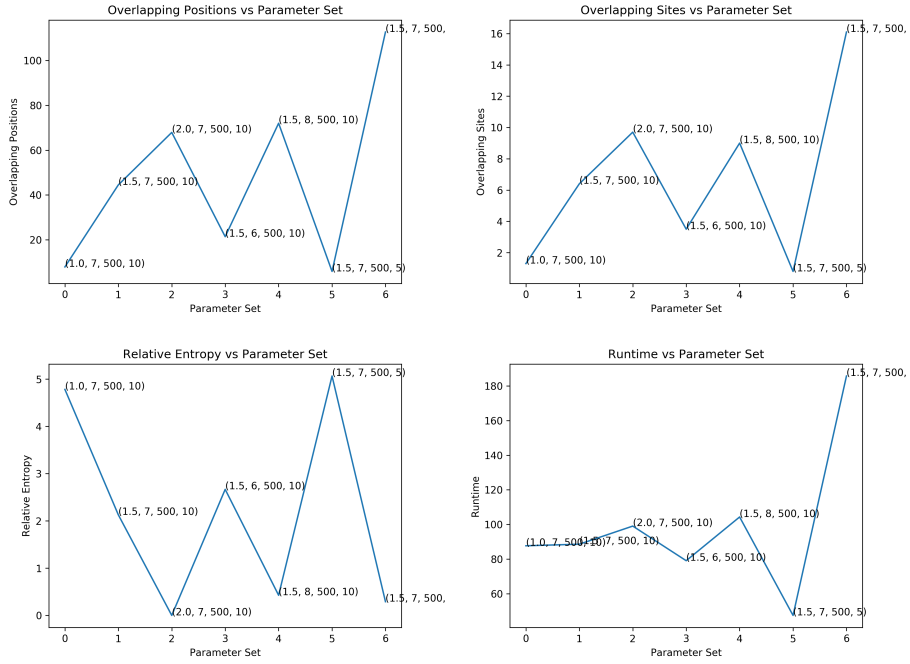 Overlapping Positions vs Parameter Set
Overlapping Positions
100
80
60
40
20
(1.0, 7, 500, 10)
(1.5, 7, 500, 10)
(2.0, 7, 500, 10)
(1.5, 6, 500, 10)
(1.5, 8, 500, 10)
(1.5, 7, 500, 5)
(1.5, 7, 500,
0 1 2 3 4 5 6
Parameter Set
Overlapping Sites vs Parameter Set
Overlapping Sites
16
14
12
10
8
6
4
2
(1.0, 7, 500, 10)
(1.5, 7, 500, 10)
(2.0, 7, 500, 10)
(1.5, 6, 500, 10)
(1.5, 8, 500, 10)
(1.5, 7, 500, 5)
(1.5, 7, 500,
0 1 2 3 4 5 6
Parameter Set
Relative Entropy vs Parameter Set
Relative Entropy
5
4
3
2
1
0
(1.0, 7, 500, 10)
(1.5, 7, 500, 10)
(2.0, 7, 500, 10)
(1.5, 6, 500, 10)
(1.5, 8, 500, 10)
(1.5, 7, 500, 5)
(1.5, 7, 500,
0 1 2 3 4 5 6
Parameter Set
Runtime vs Parameter Set
Runtime
180
160
140
120
100
80
60
(1.0, 7, 500, 10)
(1.5, 7, 500, 10)
(2.0, 7, 500, 10)
(1.5, 6, 500, 10)
(1.5, 8, 500, 10)
(1.5, 7, 500, 5)
(1.5, 7, 500,
0 1 2 3 4 5 6
Parameter Set